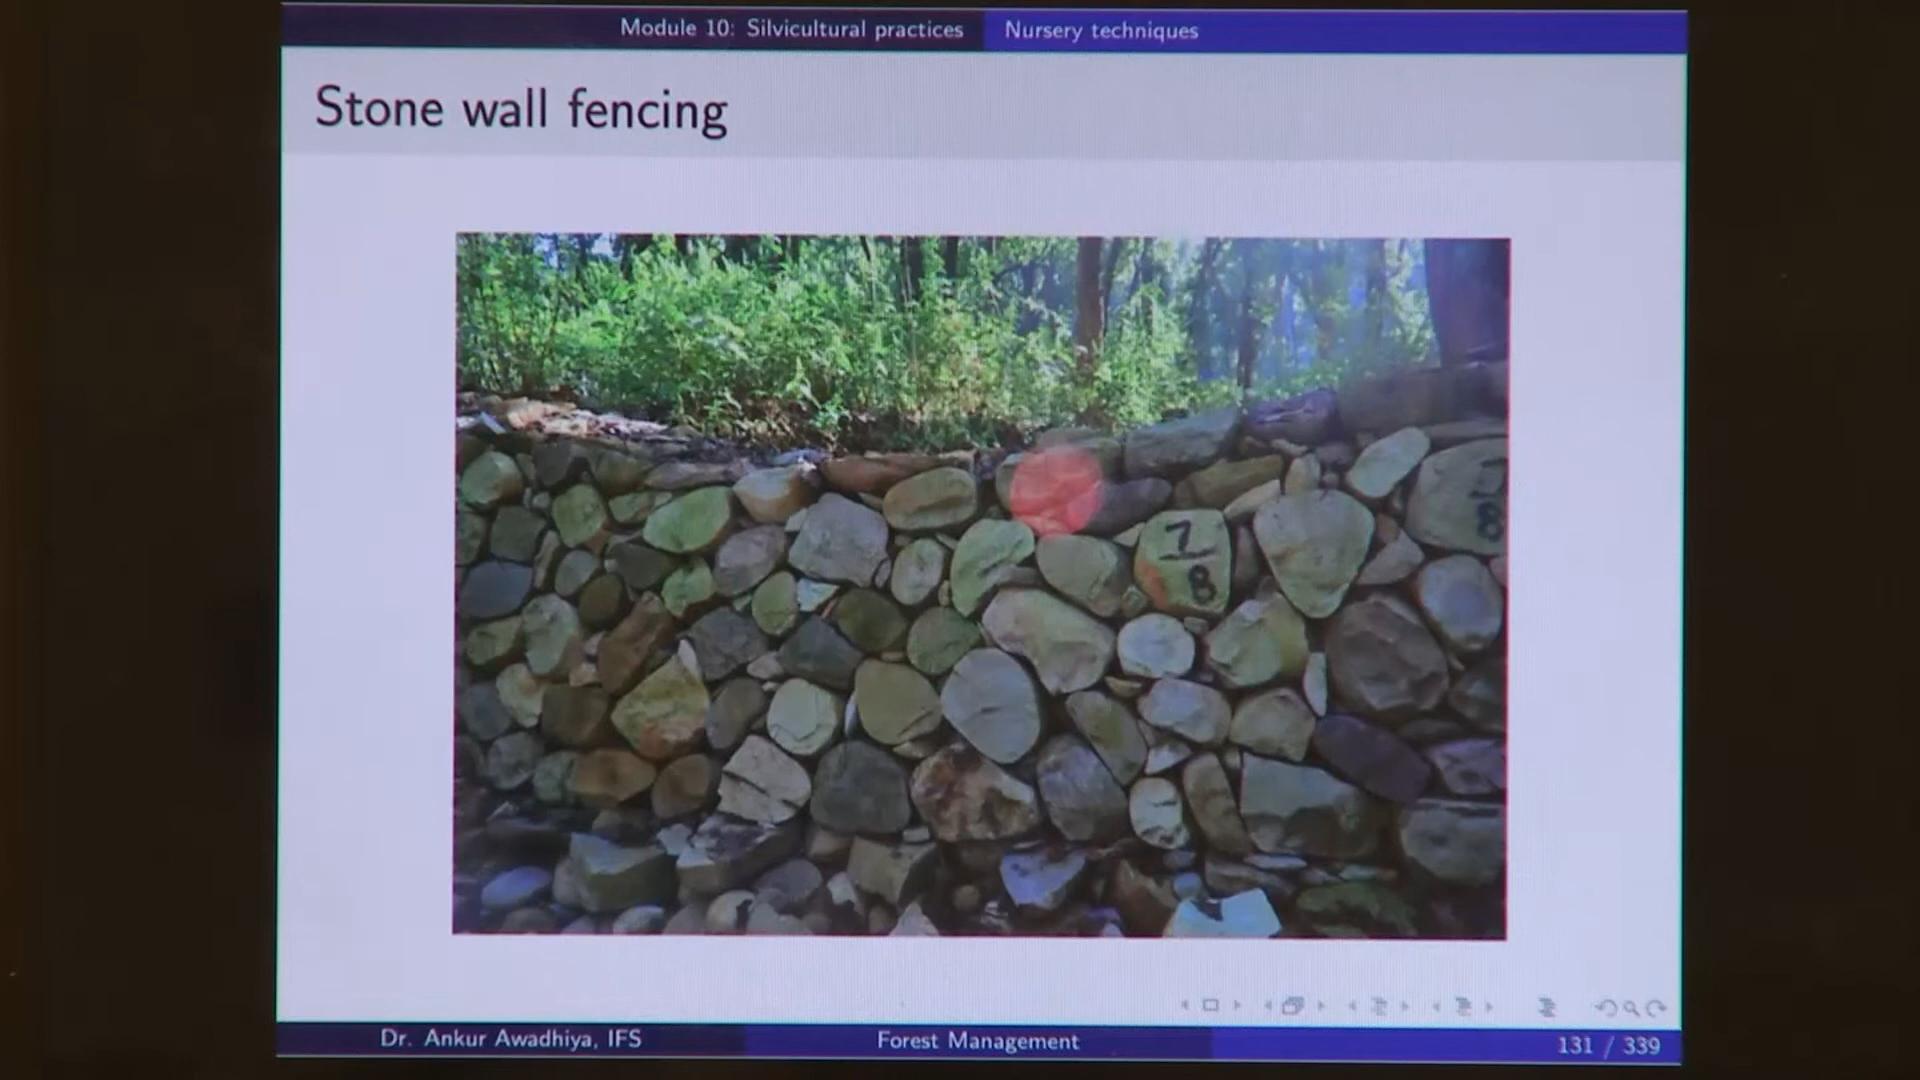 Module 10: Silvicultural practices
Nursery techniques
Stone wall fencing
7
8
8
Dr. Ankur Awadhiya, IFS
Forest Management
131 / 339